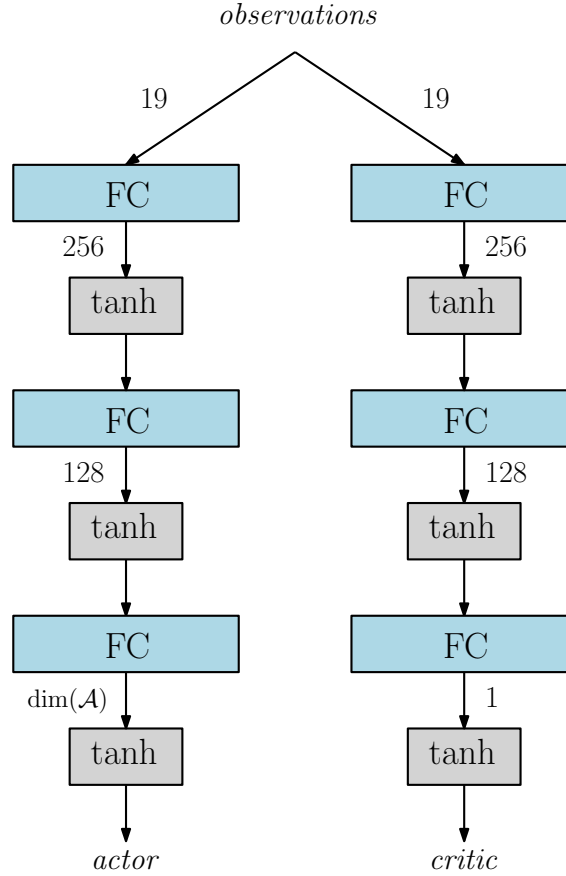 observations
19 19
FC FC
256 256
tanh tanh
FC FC
128 128
tanh tanh
FC FC
dim(𝒜) 1
tanh tanh
actor critic